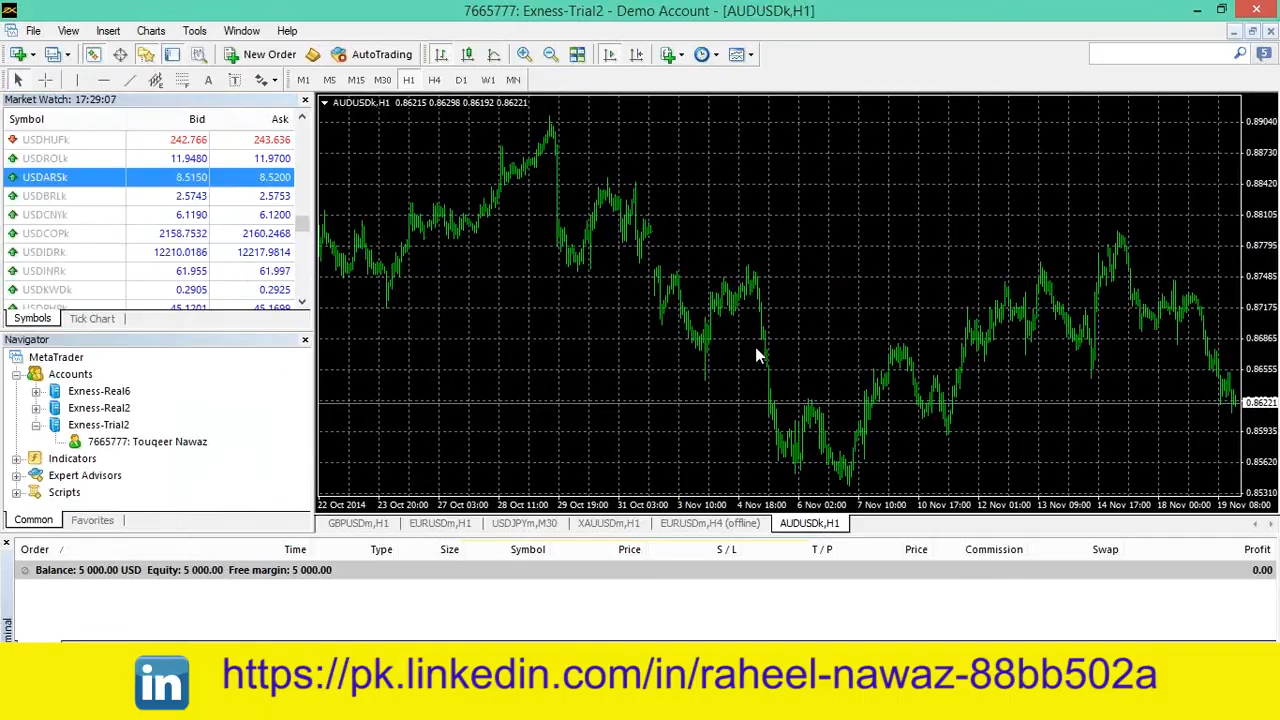 7665777: Exness-Trial2 - Demo Account - [AUDUSDk,H1]
File View Insert Charts Tools Window Help
New Order AutoTrading 5
A T M1 M5 M15 M30 H1 H4 D1 W1 MN
Market Watch: 17:29:07
Symbol Bid Ask
USDHUFk 242.766 243.636
USDROLk 11.9480 11.9700
USDARSk 8.5150 8.5200
USDBRLk 2.5743 2.5753
USDCNYk 6.1190 6.1200
USDCOPk 2158.7532 2160.2468
USDIDRk 12210.0186 12217.9814
USDINRk 61.955 61.997
USDkWDk 0.2905 0.2925
Symbols Tick Chart
Navigator
MetaTrader
Accounts
Exness-Real6
Exness-Real2
Exness-Trial2
7665777: Touqeer Nawaz
Indicators
Expert Advisors
Scripts
Common Favorites
AUDUSDk,H1 0.86215 0.86298 0.86192 0.86221
0.89040
0.88730
0.88420
0.88105
0.87795
0.87485
0.87175
0.86865
0.86555
0.86221
0.85935
0.85620
0.85310
22 Oct 2014 23 Oct 20:00 27 Oct 03:00 28 Oct 11:00 29 Oct 19:00 31 Oct 03:00 3 Nov 10:00 4 Nov 18:00 6 Nov 02:00 7 Nov 10:00 10 Nov 17:00 12 Nov 01:00 13 Nov 09:00 14 Nov 17:00 18 Nov 00:00 19 Nov 08:00
GBPUSDm,H1 EURUSDm,H1 USDJPYm,M30 XAUUSDm,H1 EURUSDm,H4 (offline) AUDUSDk,H1
Order / Time Type Size Symbol Price S / L T / P Price Commission Swap Profit
Balance: 5 000.00 USD Equity: 5 000.00 Free margin: 5 000.00 0.00
in https://pk.linkedin.com/in/raheel-nawaz-88bb502a